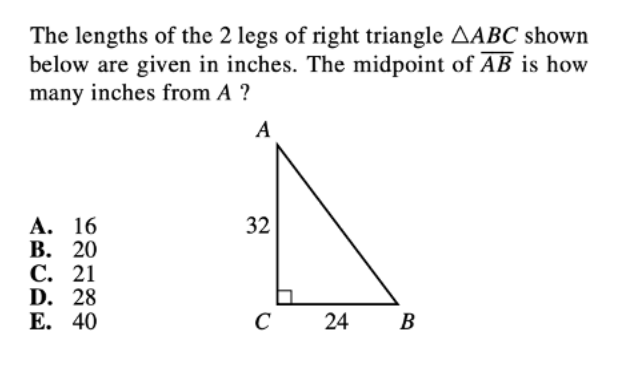 The lengths of the 2 legs of right triangle △ABC shown
below are given in inches. The midpoint of A̅B̅ is how
many inches from A ?
A
A. 16
32
B. 20
C. 21
D. 28
E. 40
C 24 B